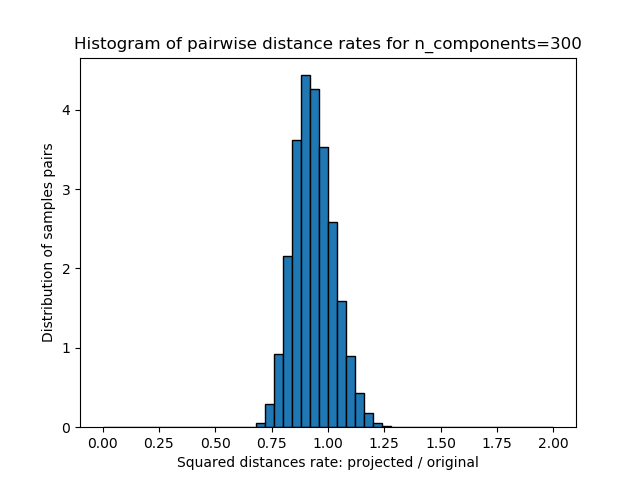 Histogram of pairwise distance rates for n_components=300
Distribution of samples pairs
4
3
2
1
0
0.00 0.25 0.50 0.75 1.00 1.25 1.50 1.75 2.00
Squared distances rate: projected / original